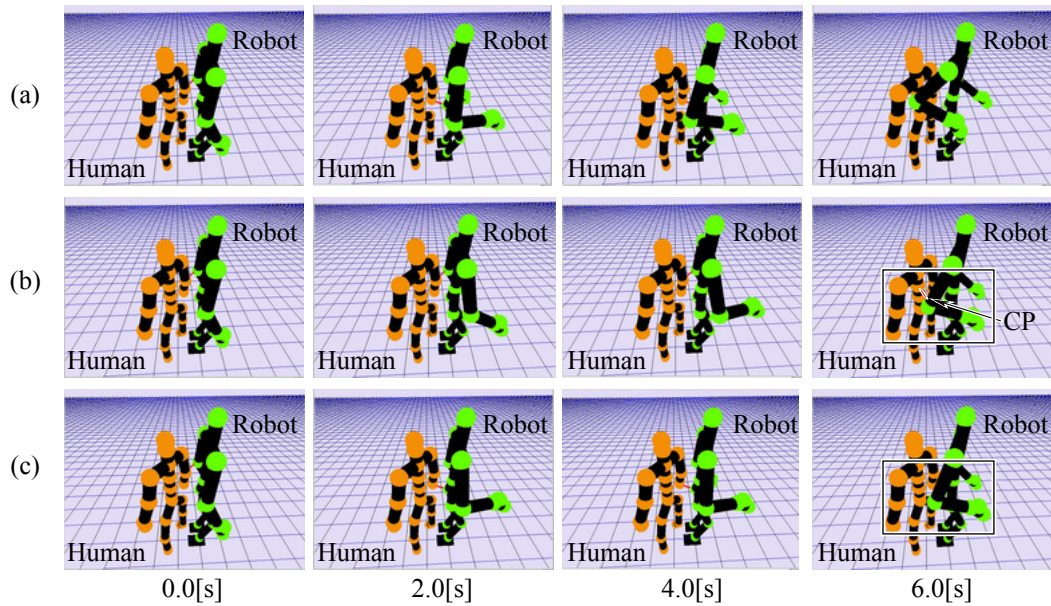 Robot Robot Robot Robot
(a)
Human Human Human Human
Robot Robot Robot Robot
(b)
CP
Human Human Human Human
Robot Robot Robot Robot
(c)
Human Human Human Human
0.0[s] 2.0[s] 4.0[s] 6.0[s]